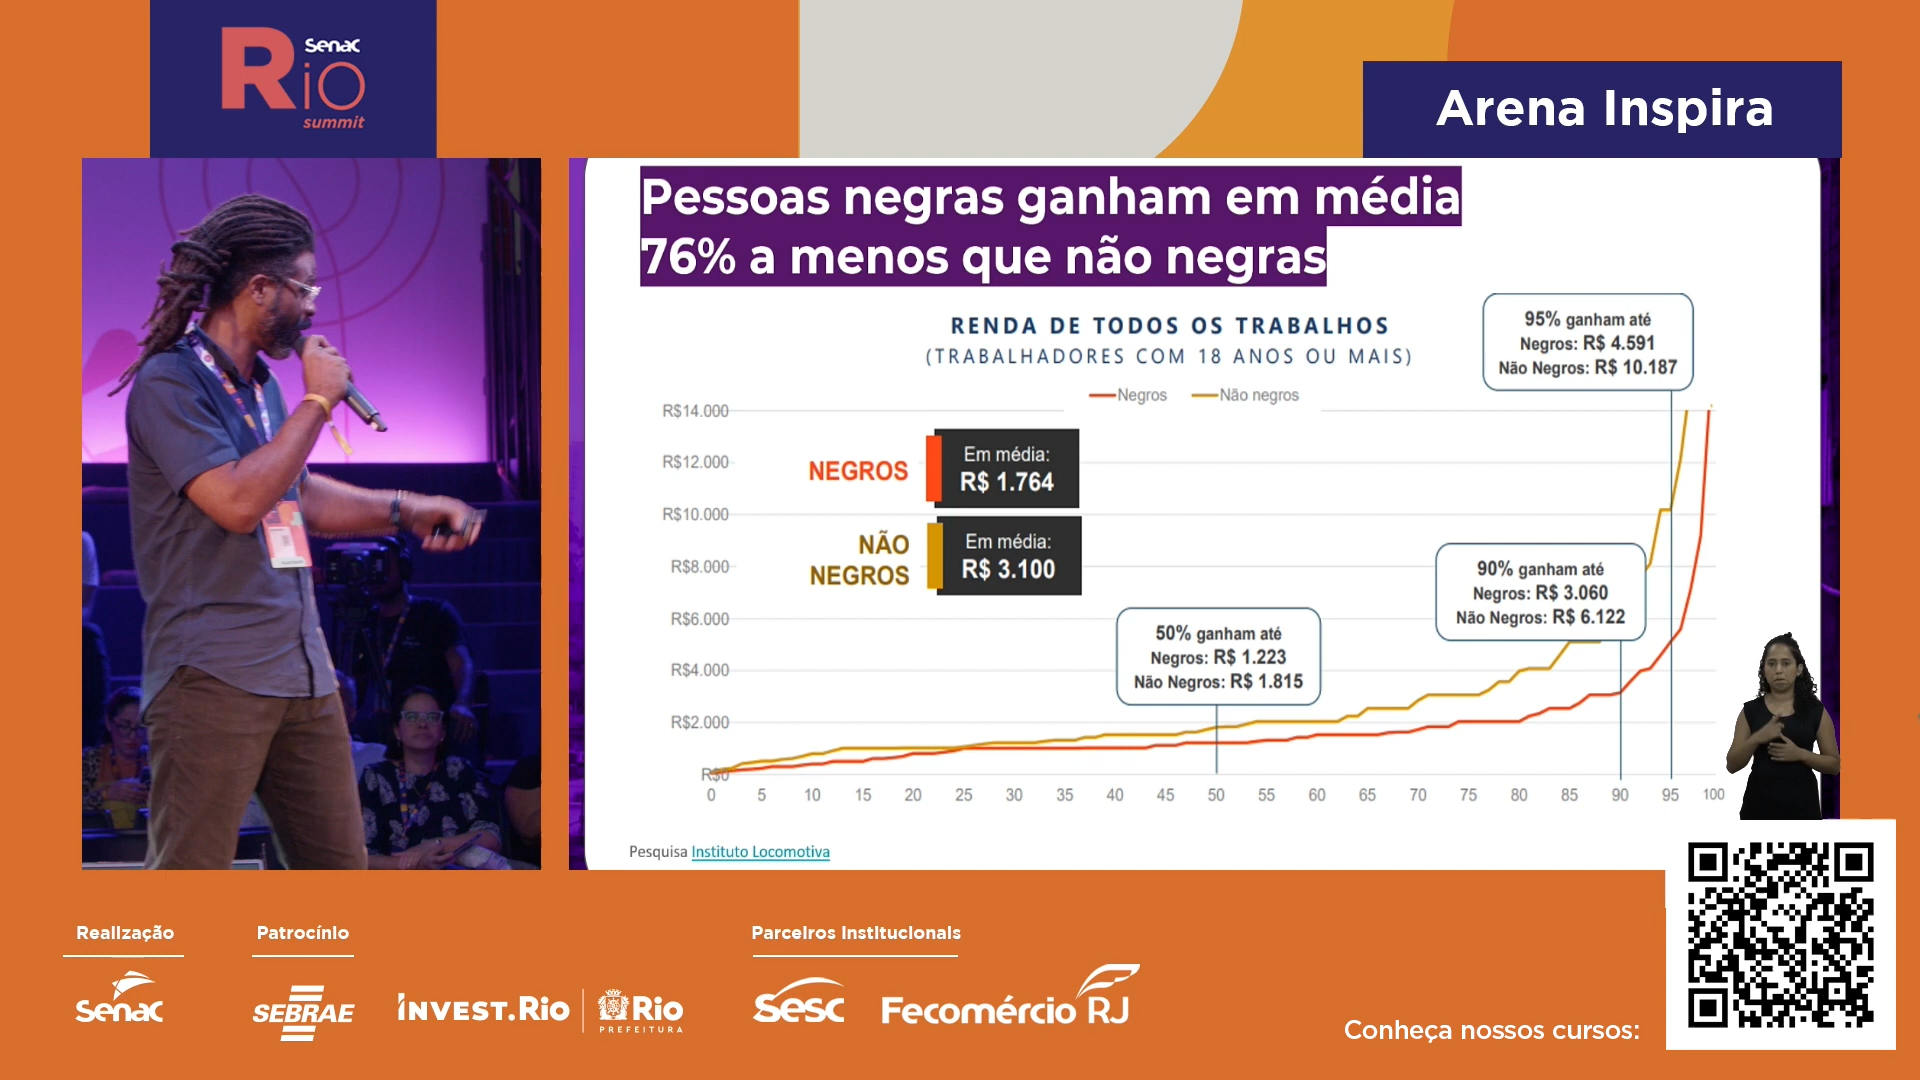 Senac
Rio
summit
Arena Inspira
Pessoas negras ganham em média
76% a menos que não negras
RENDA DE TODOS OS TRABALHOS
(TRABALHADORES COM 18 ANOS OU MAIS)
Negros
Não negros
95% ganham até
Negros: R$ 4.591
Não Negros: R$ 10.187
R$14.000
R$12.000
R$10.000
R$8.000
R$6.000
R$4.000
R$2.000
R$0
NEGROS
Em média:
R$ 1.764
NÃO
NEGROS
Em média:
R$ 3.100
90% ganham até
Negros: R$ 3.060
Não Negros: R$ 6.122
50% ganham até
Negros: R$ 1.223
Não Negros: R$ 1.815
0 5 10 15 20 25 30 35 40 45 50 55 60 65 70 75 80 85 90 95 100
Pesquisa Instituto Locomotiva
Realização
Patrocínio
Parceiros Institucionais
Senac
SEBRAE
INVEST.Rio
Rio
PREFEITURA
Sesc
Fecomércio RJ
Conheça nossos cursos: